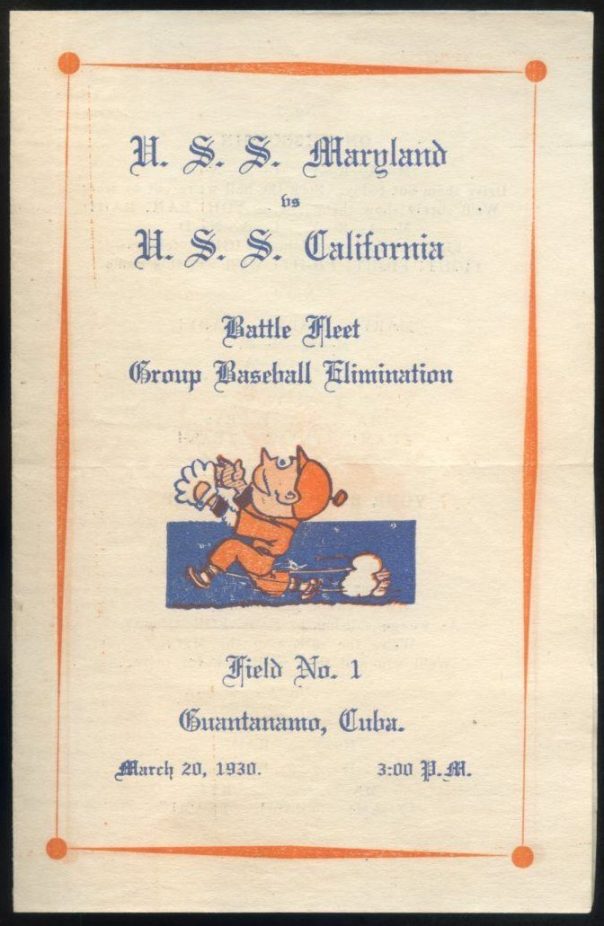 U. S. S. Maryland
vs
U. S. S. California
Battle Fleet
Group Baseball Elimination
Field No. 1
Guantanamo, Cuba.
March 20, 1930. 3:00 P.M.